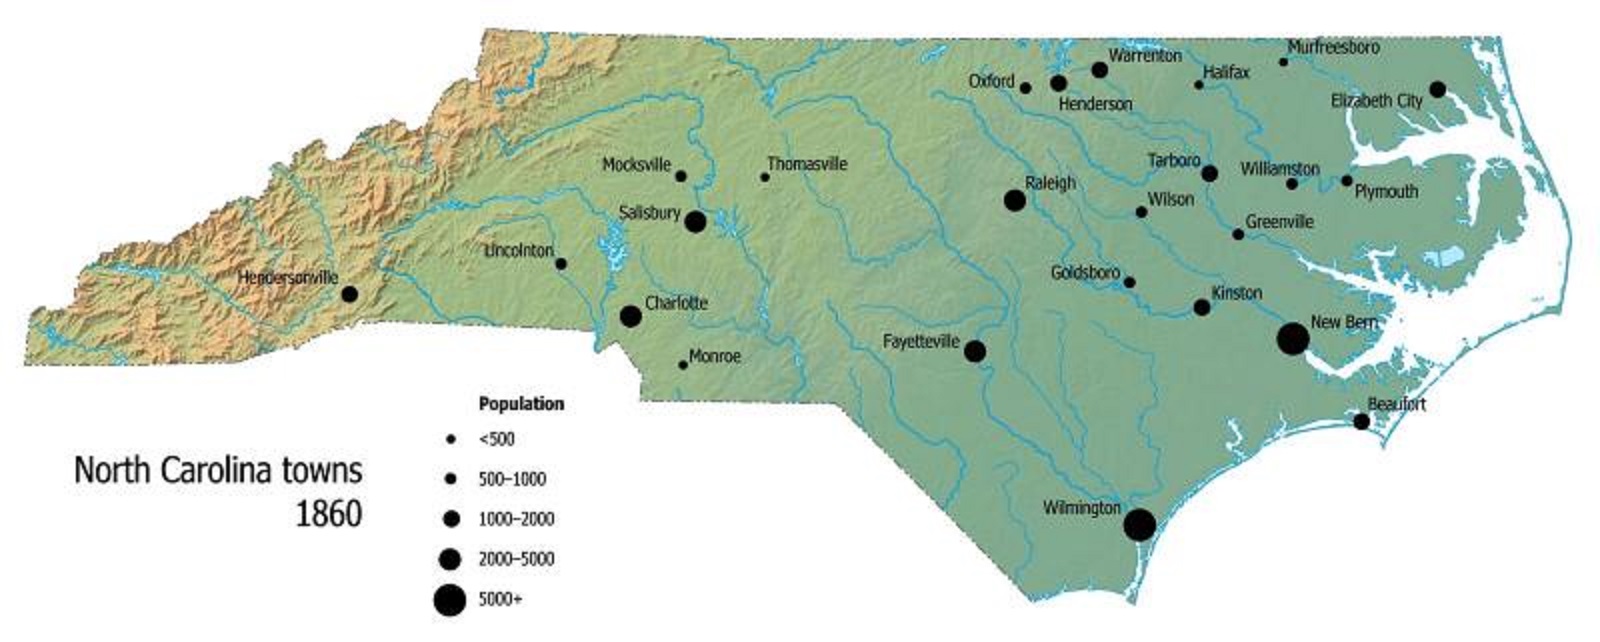 Murfreesboro
Warrenton
Halifax
Oxford
Henderson
Elizabeth City
Mocksville
Thomasville
Tarboro
Williamston
Raleigh
Plymouth
Wilson
Salisbury
Greenville
Lincolnton
Hendersonville
Goldsboro
Kinston
Charlotte
New Bern
Fayetteville
Monroe
Beaufort
Wilmington
Population
<500
500–1000
1000–2000
2000–5000
5000+
North Carolina towns
1860